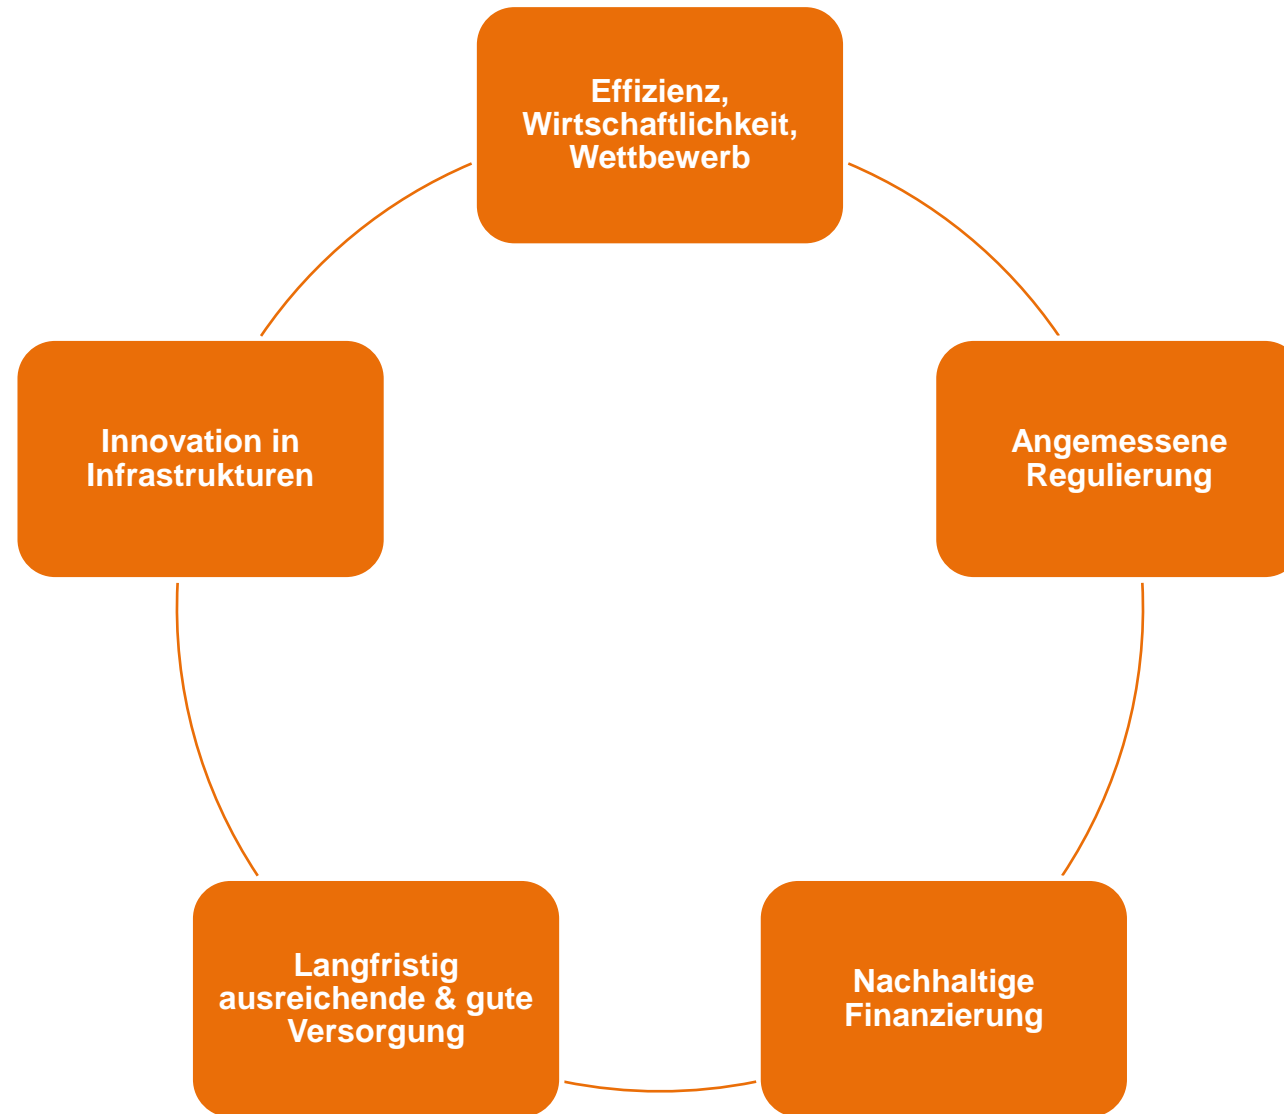 Effizienz,
Wirtschaftlichkeit,
Wettbewerb
Innovation in
Infrastrukturen
Angemessene
Regulierung
Langfristig
ausreichende & gute
Versorgung
Nachhaltige
Finanzierung